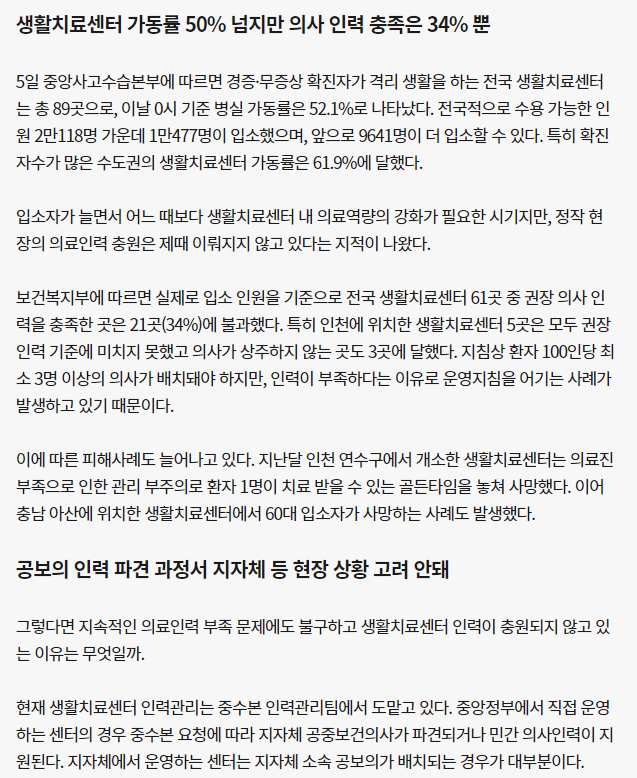 생활치료센터 가동률 50% 넘지만 의사 인력 충족은 34% 뿐
5일 중앙사고수습본부에 따르면 경증·무증상 확진자가 격리 생활을 하는 전국 생활치료센터
는 총 89곳으로, 이날 0시 기준 병실 가동률은 52.1%로 나타났다. 전국적으로 수용 가능한 인
원 2만118명 가운데 1만477명이 입소했으며, 앞으로 9641명이 더 입소할 수 있다. 특히 확진
자수가 많은 수도권의 생활치료센터 가동률은 61.9%에 달했다.
입소자가 늘면서 어느 때보다 생활치료센터 내 의료역량의 강화가 필요한 시기지만, 정작 현
장의 의료인력 충원은 제때 이뤄지지 않고 있다는 지적이 나왔다.
보건복지부에 따르면 실제로 입소 인원을 기준으로 전국 생활치료센터 61곳 중 권장 의사 인
력을 충족한 곳은 21곳(34%)에 불과했다. 특히 인천에 위치한 생활치료센터 5곳은 모두 권장
인력 기준에 미치지 못했고 의사가 상주하지 않는 곳도 3곳에 달했다. 지침상 환자 100인당 최
소 3명 이상의 의사가 배치돼야 하지만, 인력이 부족하다는 이유로 운영지침을 어기는 사례가
발생하고 있기 때문이다.
이에 따른 피해사례도 늘어나고 있다. 지난달 인천 연수구에서 개소한 생활치료센터는 의료진
부족으로 인한 관리 부주의로 환자 1명이 치료 받을 수 있는 골든타임을 놓쳐 사망했다. 이어
충남 아산에 위치한 생활치료센터에서 60대 입소자가 사망하는 사례도 발생했다.
공보의 인력 파견 과정서 지자체 등 현장 상황 고려 안돼
그렇다면 지속적인 의료인력 부족 문제에도 불구하고 생활치료센터 인력이 충원되지 않고 있
는 이유는 무엇일까.
현재 생활치료센터 인력관리는 중수본 인력관리팀에서 도맡고 있다. 중앙정부에서 직접 운영
하는 센터의 경우 중수본 요청에 따라 지자체 공중보건의사가 파견되거나 민간 의사인력이 지
원된다. 지자체에서 운영하는 센터는 지자체 소속 공보의가 배치되는 경우가 대부분이다.